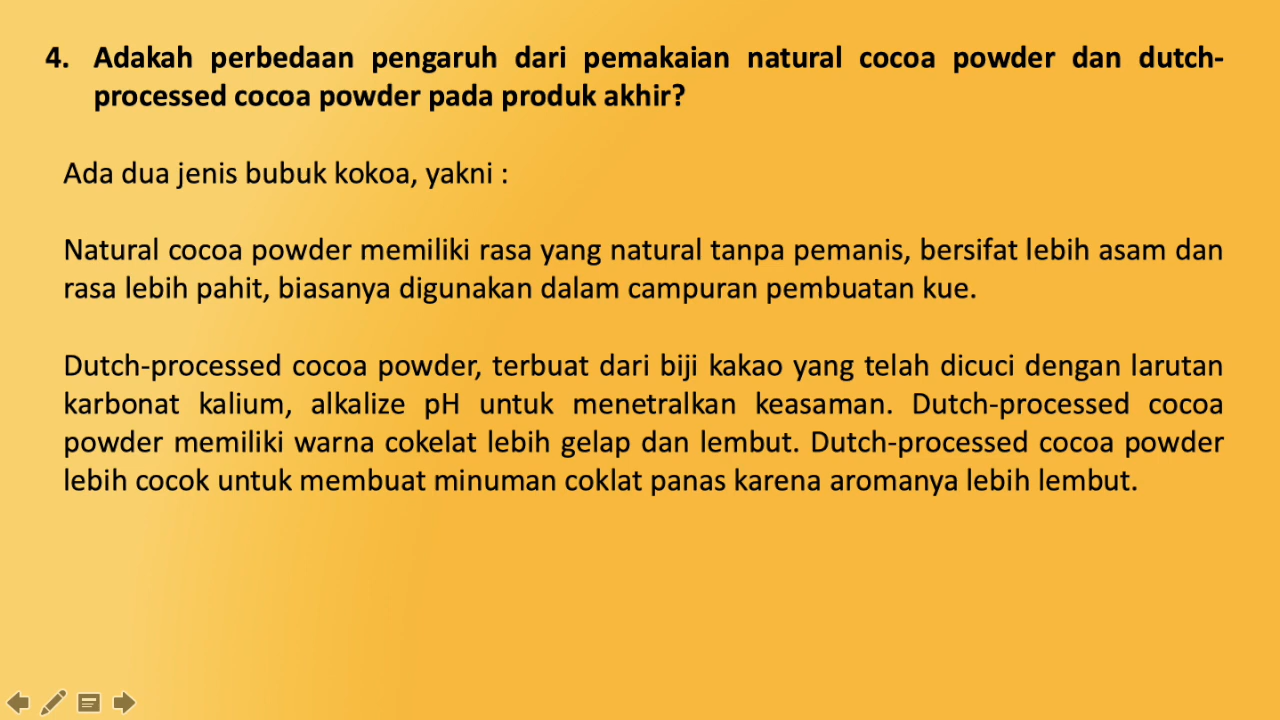 4. Adakah perbedaan pengaruh dari pemakaian natural cocoa powder dan dutch-
processed cocoa powder pada produk akhir?
Ada dua jenis bubuk kokoa, yakni :
Natural cocoa powder memiliki rasa yang natural tanpa pemanis, bersifat lebih asam dan
rasa lebih pahit, biasanya digunakan dalam campuran pembuatan kue.
Dutch-processed cocoa powder, terbuat dari biji kakao yang telah dicuci dengan larutan
karbonat kalium, alkalize pH untuk menetralkan keasaman. Dutch-processed cocoa
powder memiliki warna cokelat lebih gelap dan lembut. Dutch-processed cocoa powder
lebih cocok untuk membuat minuman coklat panas karena aromanya lebih lembut.